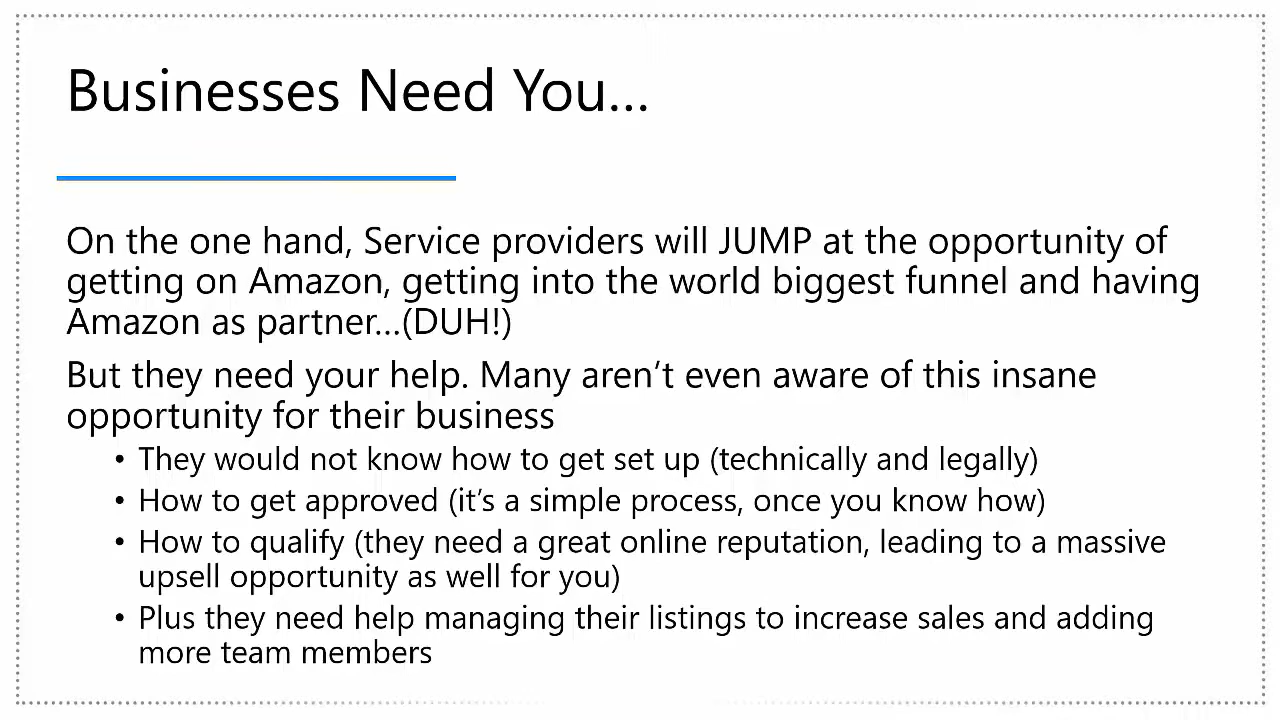 Businesses Need You...
On the one hand, Service providers will JUMP at the opportunity of
getting on Amazon, getting into the world biggest funnel and having
Amazon as partner...(DUH!)
But they need your help. Many aren’t even aware of this insane
opportunity for their business
• They would not know how to get set up (technically and legally)
• How to get approved (it’s a simple process, once you know how)
• How to qualify (they need a great online reputation, leading to a massive
upsell opportunity as well for you)
• Plus they need help managing their listings to increase sales and adding
more team members